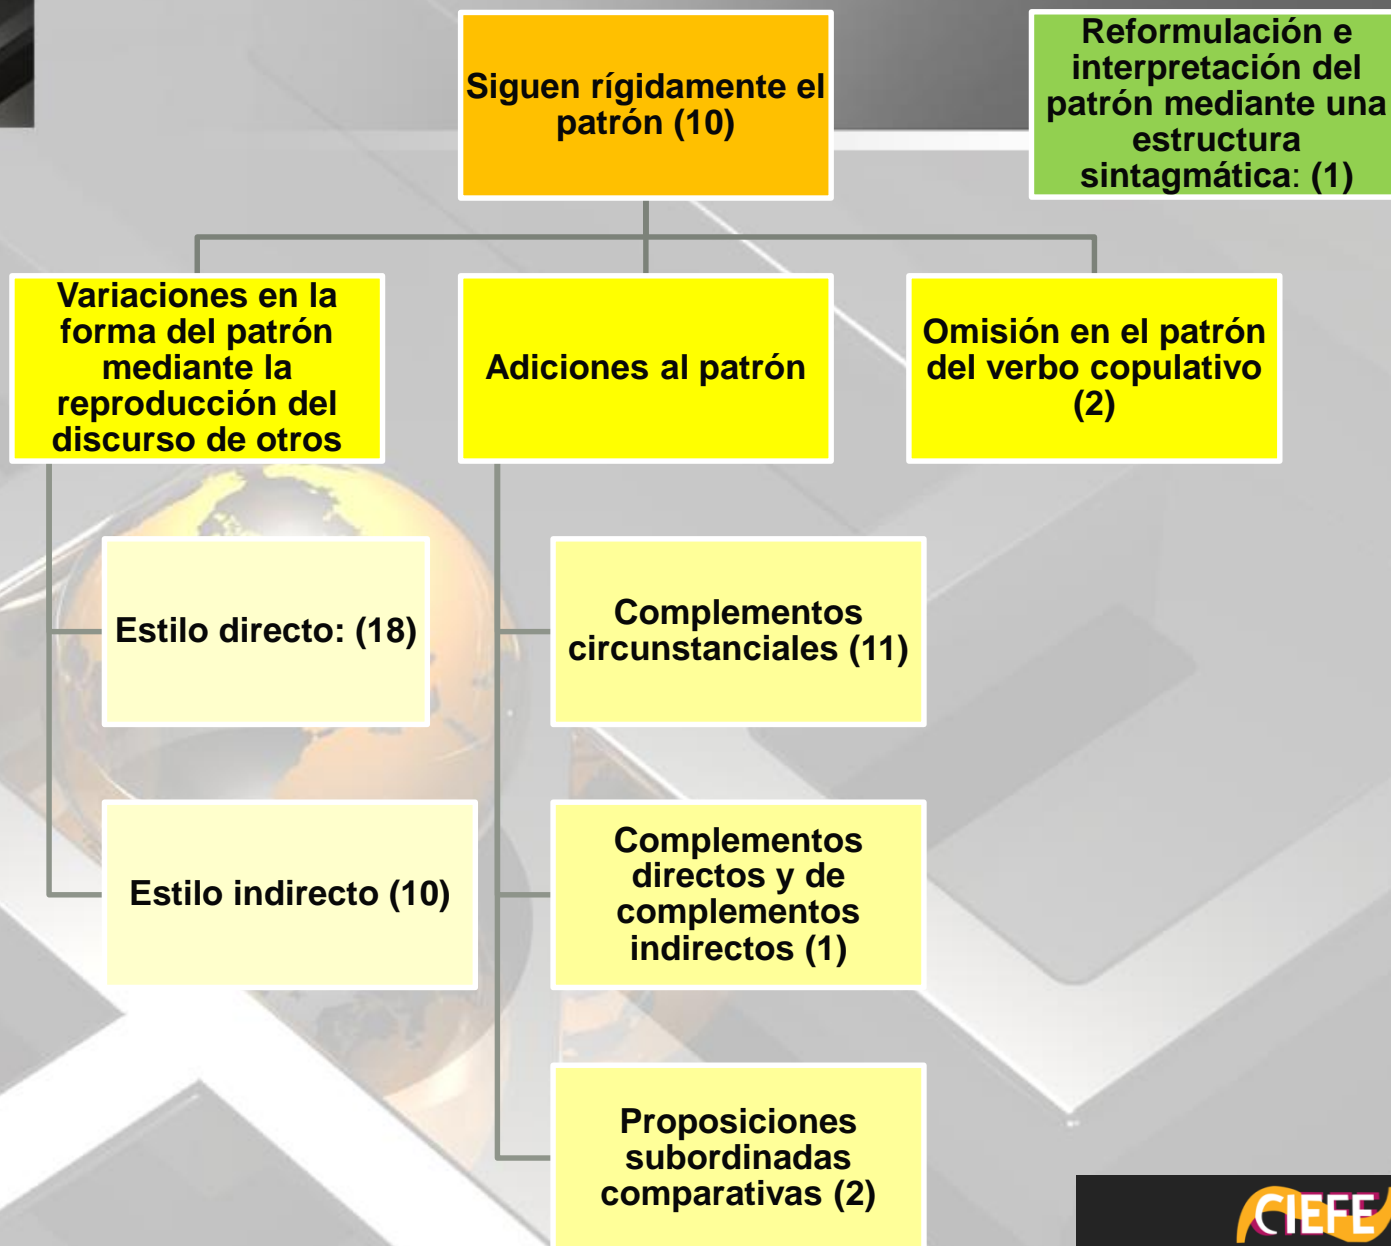 Siguen rígidamente el
patrón (10)
Reformulación e
interpretación del
patrón mediante una
estructura
sintagmática: (1)
Variaciones en la
forma del patrón
mediante la
reproducción del
discurso de otros
Adiciones al patrón
Omisión en el patrón
del verbo copulativo
(2)
Estilo directo: (18)
Complementos
circunstanciales (11)
Estilo indirecto (10)
Complementos
directos y de
complementos
indirectos (1)
Proposiciones
subordinadas
comparativas (2)
CIEFE